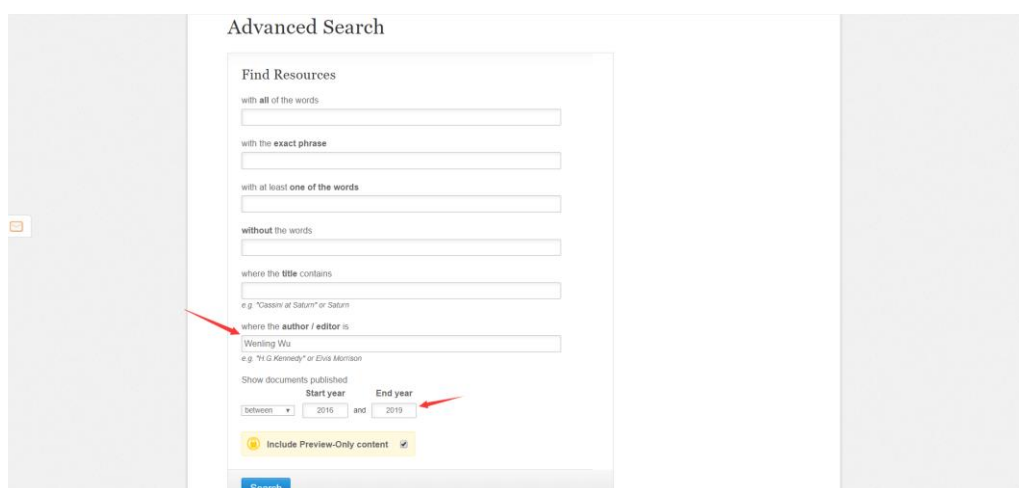 Advanced Search
Find Resources
with all of the words
with the exact phrase
with at least one of the words
without the words
where the title contains
e.g. "Cassini at Saturn" or Saturn
where the author / editor is
Wenling Wu
e.g. "H.G.Kennedy" or Elvis Morrison
Show documents published
Start year End year
between 2016 and 2019
Include Preview-Only content
Search